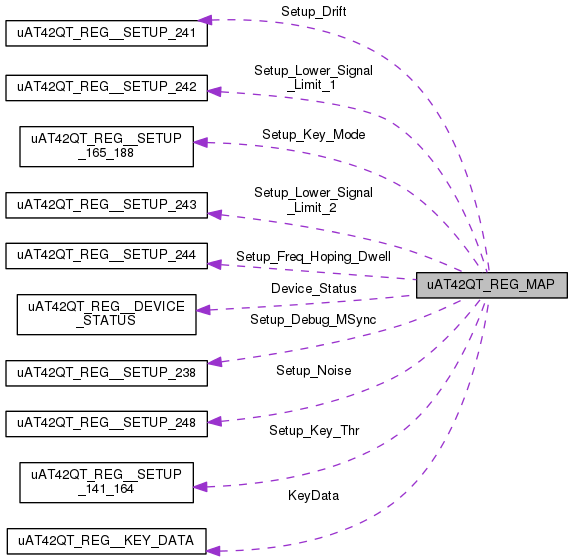 Setup_Drift
uAT42QT_REG__SETUP_241
Setup_Lower_Signal
_Limit_1
uAT42QT_REG__SETUP_242
Setup_Key_Mode
uAT42QT_REG__SETUP
_165_188
Setup_Lower_Signal
_Limit_2
uAT42QT_REG__SETUP_243
Setup_Freq_Hoping_Dwell
uAT42QT_REG__SETUP_244
uAT42QT_REG_MAP
Device_Status
uAT42QT_REG__DEVICE
_STATUS
Setup_Debug_MSync
uAT42QT_REG__SETUP_238
Setup_Noise
uAT42QT_REG__SETUP_248
Setup_Key_Thr
uAT42QT_REG__SETUP
_141_164
KeyData
uAT42QT_REG__KEY_DATA